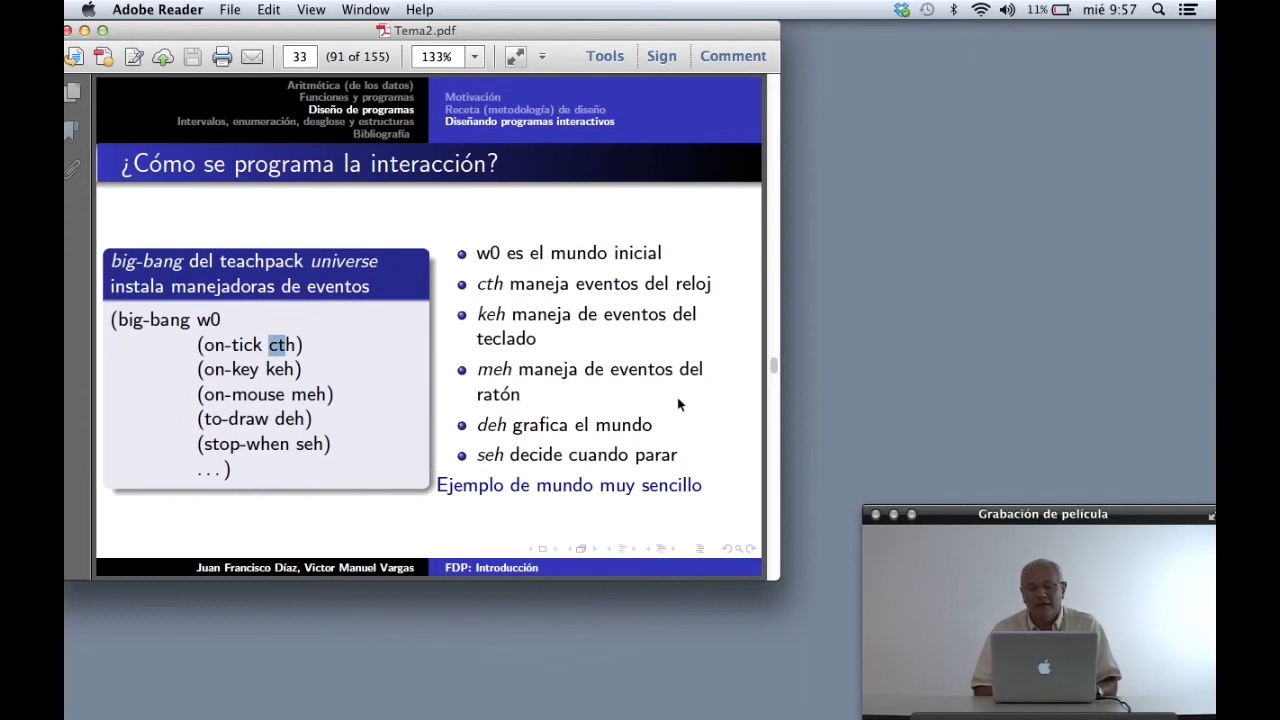 Adobe Reader File Edit View Window Help 11% mié 9:57
Tema2.pdf
33 (91 of 155) 133% Tools Sign Comment
Aritmética (de los datos)
Funciones y programas
Diseño de programas
Intervalos, enumeración, desglose y estructuras
Bibliografía
Motivación
Receta (metodología) de diseño
Diseñando programas interactivos
¿Cómo se programa la interacción?
big-bang del teachpack universe
instala manejadoras de eventos
(big-bang w0
(on-tick cth)
(on-key keh)
(on-mouse meh)
(to-draw deh)
(stop-when seh)
...)
w0 es el mundo inicial
cth maneja eventos del reloj
keh maneja de eventos del
teclado
meh maneja de eventos del
ratón
deh grafica el mundo
seh decide cuando parar
Ejemplo de mundo muy sencillo
Juan Francisco Díaz, Victor Manuel Vargas FDP: Introducción
Grabación de película